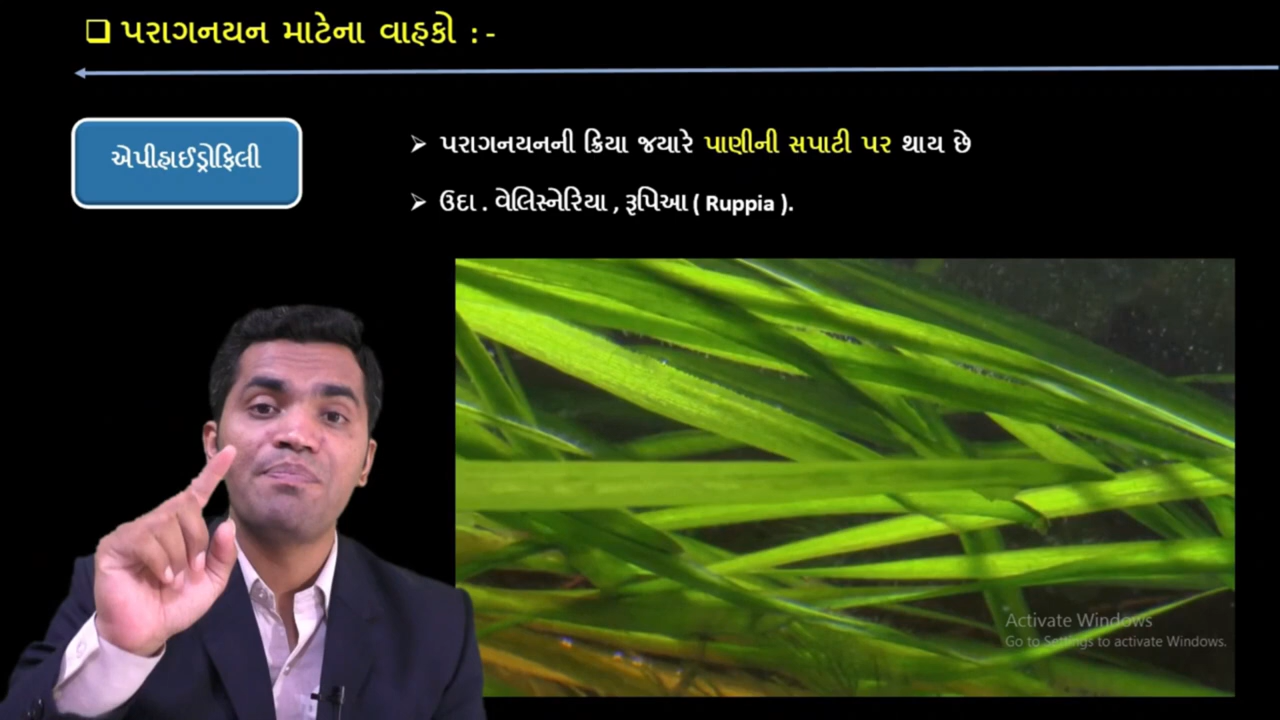 ❑ પરાગનયન માટેના વાહકો :-
એપીહાઈડ્રોફિલી
➢ પરાગનયનની ક્રિયા જયારે પાણીની સપાટી પર થાય છે
➢ ઉદા . વેલિસ્નેરિયા , રૂપિઆ ( Ruppia ).
Activate Windows
Go to Settings to activate Windows.